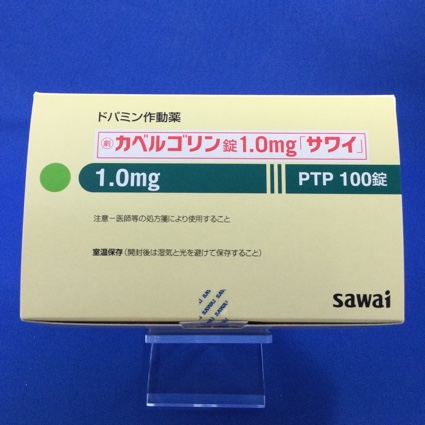 ドパミン作動薬
劇 カベルゴリン錠1.0mg「サワイ」
1.0mg PTP 100錠
注意－医師等の処方箋により使用すること
室温保存(開封後は湿気と光を避けて保存すること)
sawai
SAWAI
SAWAI